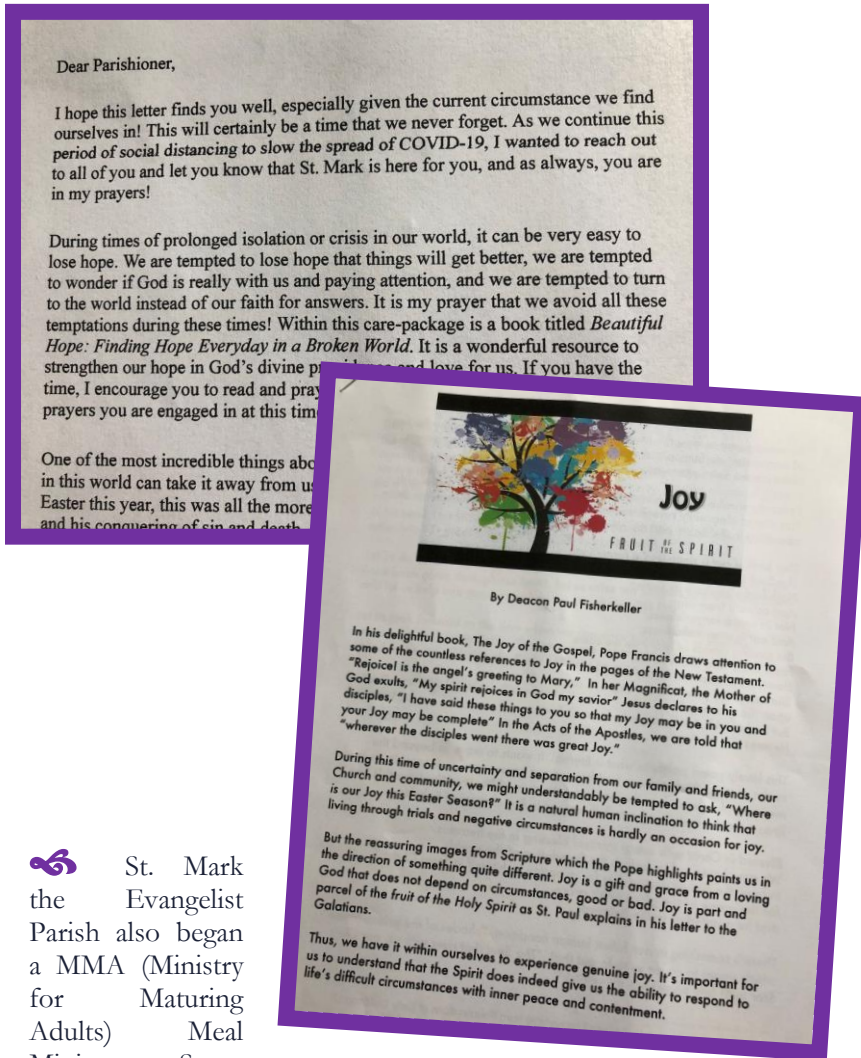 Dear Parishioner,
I hope this letter finds you well, especially given the current circumstance we find
ourselves in! This will certainly be a time that we never forget. As we continue this
period of social distancing to slow the spread of COVID-19, I wanted to reach out
to all of you and let you know that St. Mark is here for you, and as always, you are
in my prayers!
During times of prolonged isolation or crisis in our world, it can be very easy to
lose hope. We are tempted to lose hope that things will get better, we are tempted
to wonder if God is really with us and paying attention, and we are tempted to turn
to the world instead of our faith for answers. It is my prayer that we avoid all these
temptations during these times! Within this care-package is a book titled Beautiful
Hope: Finding Hope Everyday in a Broken World. It is a wonderful resource to
strengthen our hope in God's divine and love for us. If you have the
time, I encourage you to read and
prayers you are engaged in at this
One of the most incredible things
in this world can take it away from
Easter this year, this was all the more
and his conquering of sin and death
Joy
FRUIT OF THE SPIRIT
By Deacon Paul Fisherkeller
In his delightful book, The Joy of the Gospel, Pope Francis draws attention to
some of the countless references to Joy in the pages of the New Testament.
"Rejoice! is the angel's greeting to Mary," In her Magnificat, the Mother of
God exults, "My spirit rejoices in God my savior" Jesus declares to his
disciples, "I have said these things to you so that my Joy may be in you and
your Joy may be complete" In the Acts of the Apostles, we are told that
"wherever the disciples went there was great Joy."
During this time of uncertainty and separation from our family and friends, our
Church and community, we might understandably be tempted to ask, "Where
is our Joy this Easter Season?" It is a natural human inclination to think that
living through trials and negative circumstances is hardly an occasion for joy.
But the reassuring images from Scripture which the Pope highlights paints us in
the direction of something quite different. Joy is a gift and grace from a loving
God that does not depend on circumstances, good or bad. Joy is part and
parcel of the fruit of the Holy Spirit as St. Paul explains in his letter to the
Galatians.
Thus, we have it within ourselves to experience genuine joy. It's important for
us to understand that the Spirit does indeed give us the ability to respond to
life's difficult circumstances with inner peace and contentment.
St. Mark
the Evangelist
Parish also began
a MMA (Ministry
for Maturing
Adults) Meal